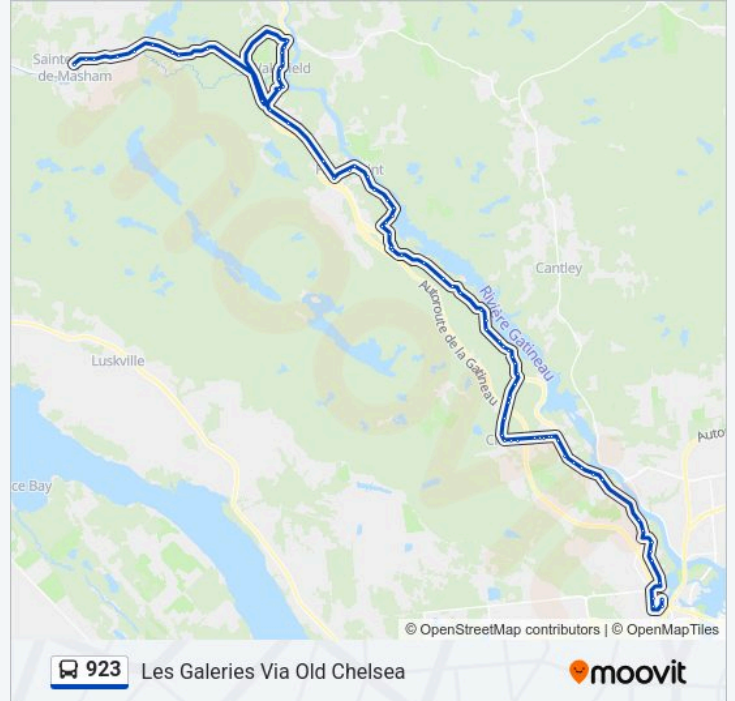 Sainte
de-Masham
Cantley
Rivière Gatineau
Autoroute de la Gatineau
Luskville
ce Bay
Auto
© OpenStreetMap contributors | © OpenMapTiles
923 Les Galeries Via Old Chelsea
moovit